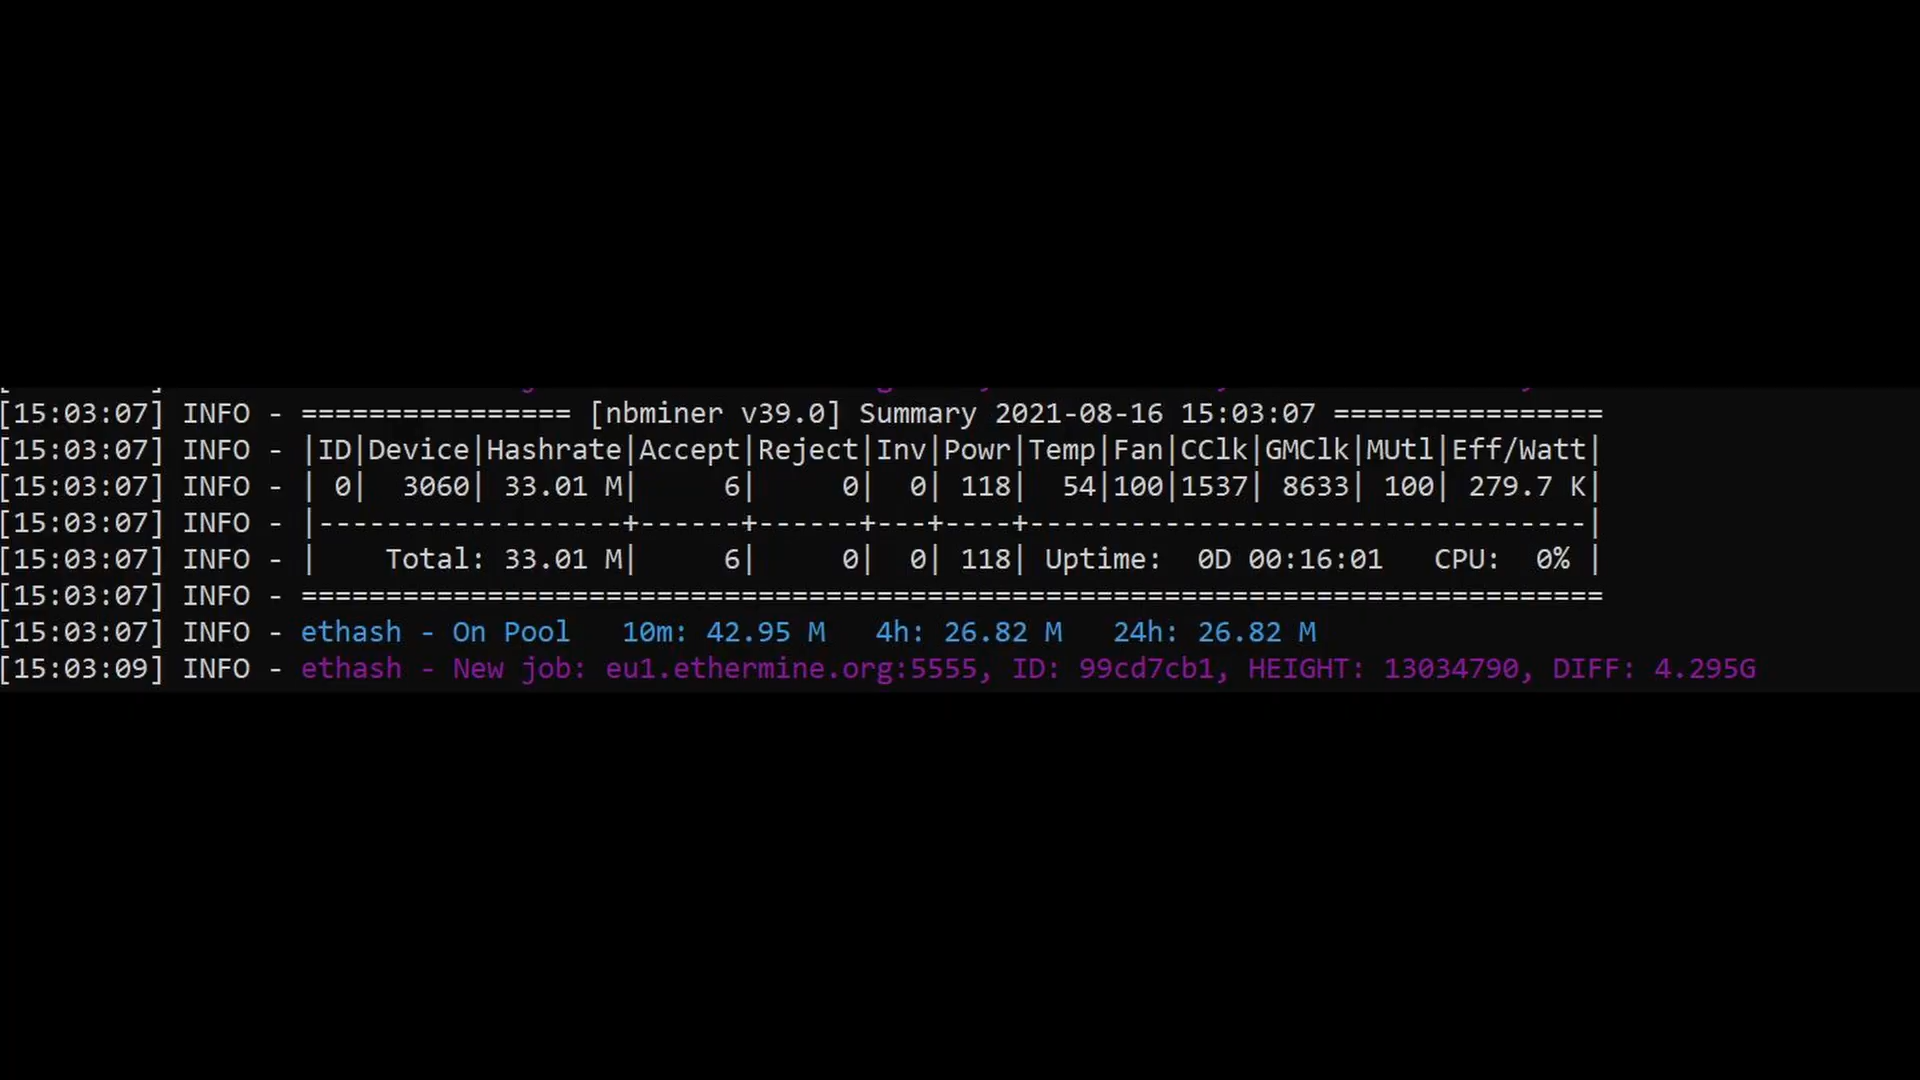 [15:03:07] INFO - ================ [nbminer v39.0] Summary 2021-08-16 15:03:07 ================
[15:03:07] INFO - |ID|Device|Hashrate|Accept|Reject|Inv|Powr|Temp|Fan|CClk|GMClk|MUtl|Eff/Watt|
[15:03:07] INFO - | 0|  3060| 33.01 M|     6|     0|  0| 118|  54|100|1537| 8633| 100| 279.7 K|
[15:03:07] INFO - |------------------+------+------+---+----+---------------------------------|
[15:03:07] INFO - |    Total: 33.01 M|     6|     0|  0| 118| Uptime:  0D 00:16:01   CPU:  0% |
[15:03:07] INFO - =============================================================================
[15:03:07] INFO - ethash - On Pool   10m: 42.95 M   4h: 26.82 M   24h: 26.82 M
[15:03:09] INFO - ethash - New job: eu1.ethermine.org:5555, ID: 99cd7cb1, HEIGHT: 13034790, DIFF: 4.295G